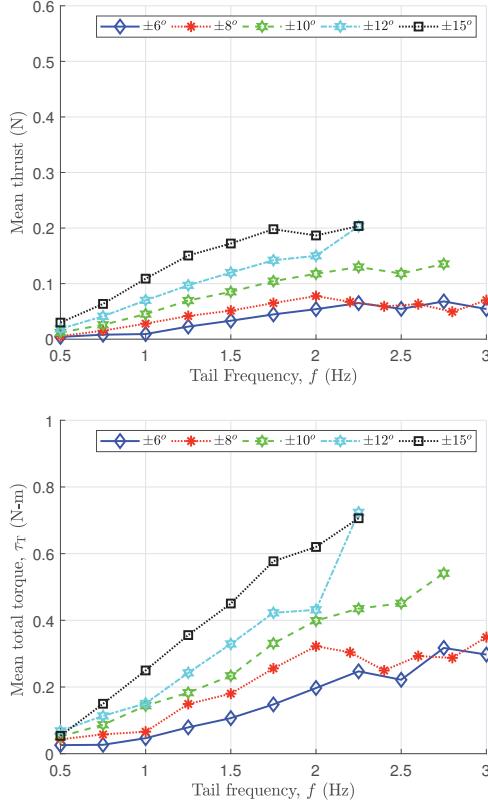 0.6
0.5
0.4
0.3
0.2
0.1
0
Mean thrust (N)
±6° ±8° ±10° ±12° ±15°
0.5 1 1.5 2 2.5 3
Tail Frequency, f (Hz)
1
0.8
0.6
0.4
0.2
0
Mean total torque, τ_T (N-m)
±6° ±8° ±10° ±12° ±15°
0.5 1 1.5 2 2.5 3
Tail frequency, f (Hz)